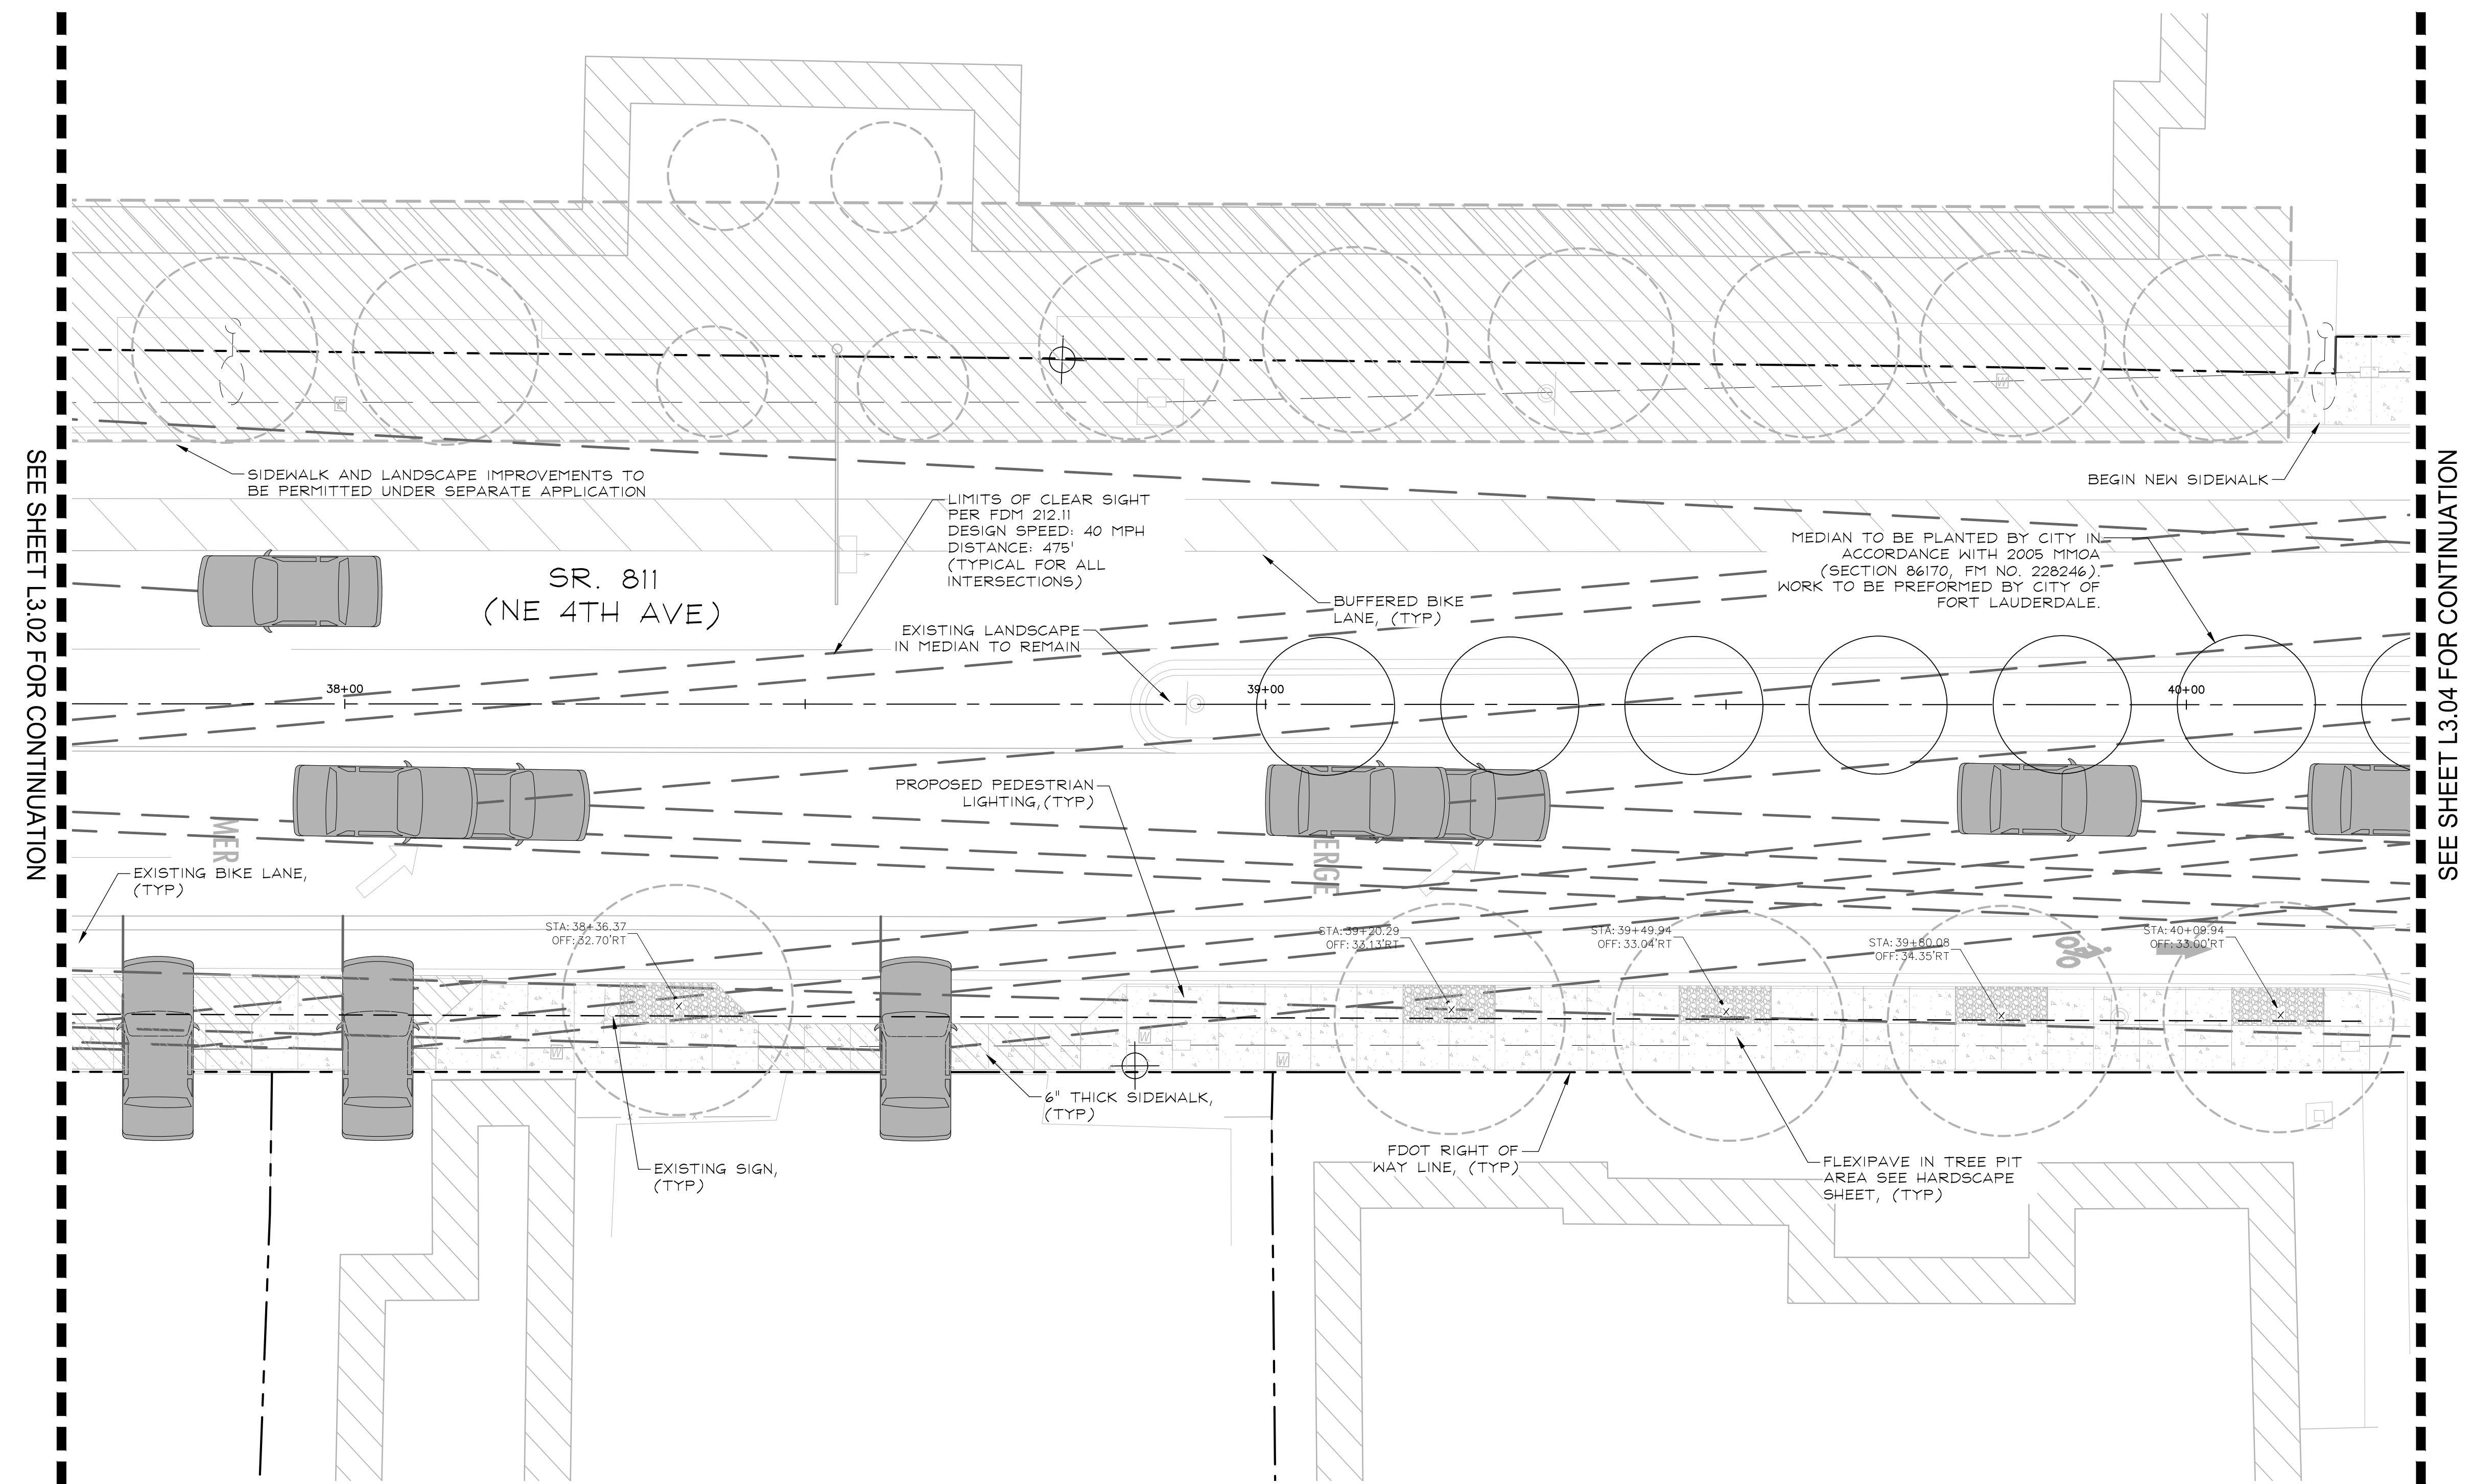 SEE SHEET L3.02 FOR CONTINUATION
SIDEWALK AND LANDSCAPE IMPROVEMENTS TO
BE PERMITTED UNDER SEPARATE APPLICATION
LIMITS OF CLEAR SIGHT
PER FDM 212.11
DESIGN SPEED: 40 MPH
DISTANCE: 475'
(TYPICAL FOR ALL
INTERSECTIONS)
BEGIN NEW SIDEWALK
MEDIAN TO BE PLANTED BY CITY IN
ACCORDANCE WITH 2005 MMOA
(SECTION 86170, FM NO. 228246).
WORK TO BE PREFORMED BY CITY OF
FORT LAUDERDALE.
SR. 811
(NE 4TH AVE)
BUFFERED BIKE
LANE, (TYP)
EXISTING LANDSCAPE
IN MEDIAN TO REMAIN
38+00
39+00
40+00
PROPOSED PEDESTRIAN
LIGHTING,(TYP)
MER
ERGE
EXISTING BIKE LANE,
(TYP)
STA: 38+36.37
OFF: 32.70'RT
STA: 39+20.29
OFF: 33.13'RT
STA: 39+49.94
OFF: 33.04'RT
STA: 39+80.08
OFF: 34.35'RT
STA: 40+09.94
OFF: 33.00'RT
W
W
W
W
E
6" THICK SIDEWALK,
(TYP)
EXISTING SIGN,
(TYP)
FDOT RIGHT OF
WAY LINE, (TYP)
FLEXIPAVE IN TREE PIT
AREA SEE HARDSCAPE
SHEET, (TYP)
SEE SHEET L3.04 FOR CONTINUATION